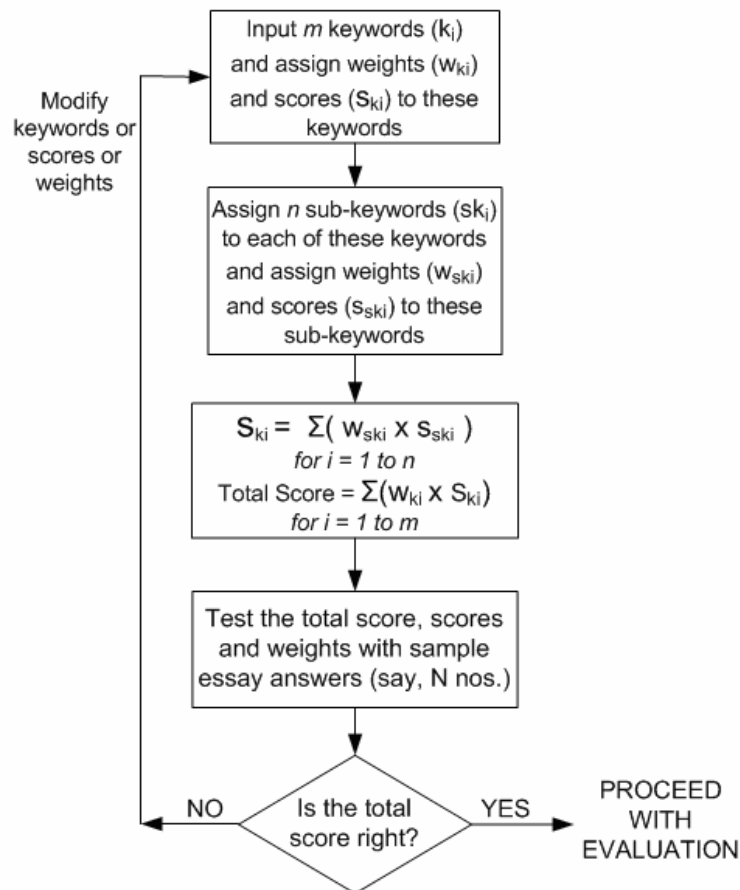 Input m keywords (ki)
and assign weights (wki)
and scores (Ski) to these
keywords
Modify
keywords or
scores or
weights
Assign n sub-keywords (ski)
to each of these keywords
and assign weights (wski)
and scores (sski) to these
sub-keywords
Ski = Σ( wski x sski )
for i = 1 to n
Total Score = Σ(wki x Ski)
for i = 1 to m
Test the total score, scores
and weights with sample
essay answers (say, N nos.)
Is the total
score right?
NO
YES
PROCEED
WITH
EVALUATION